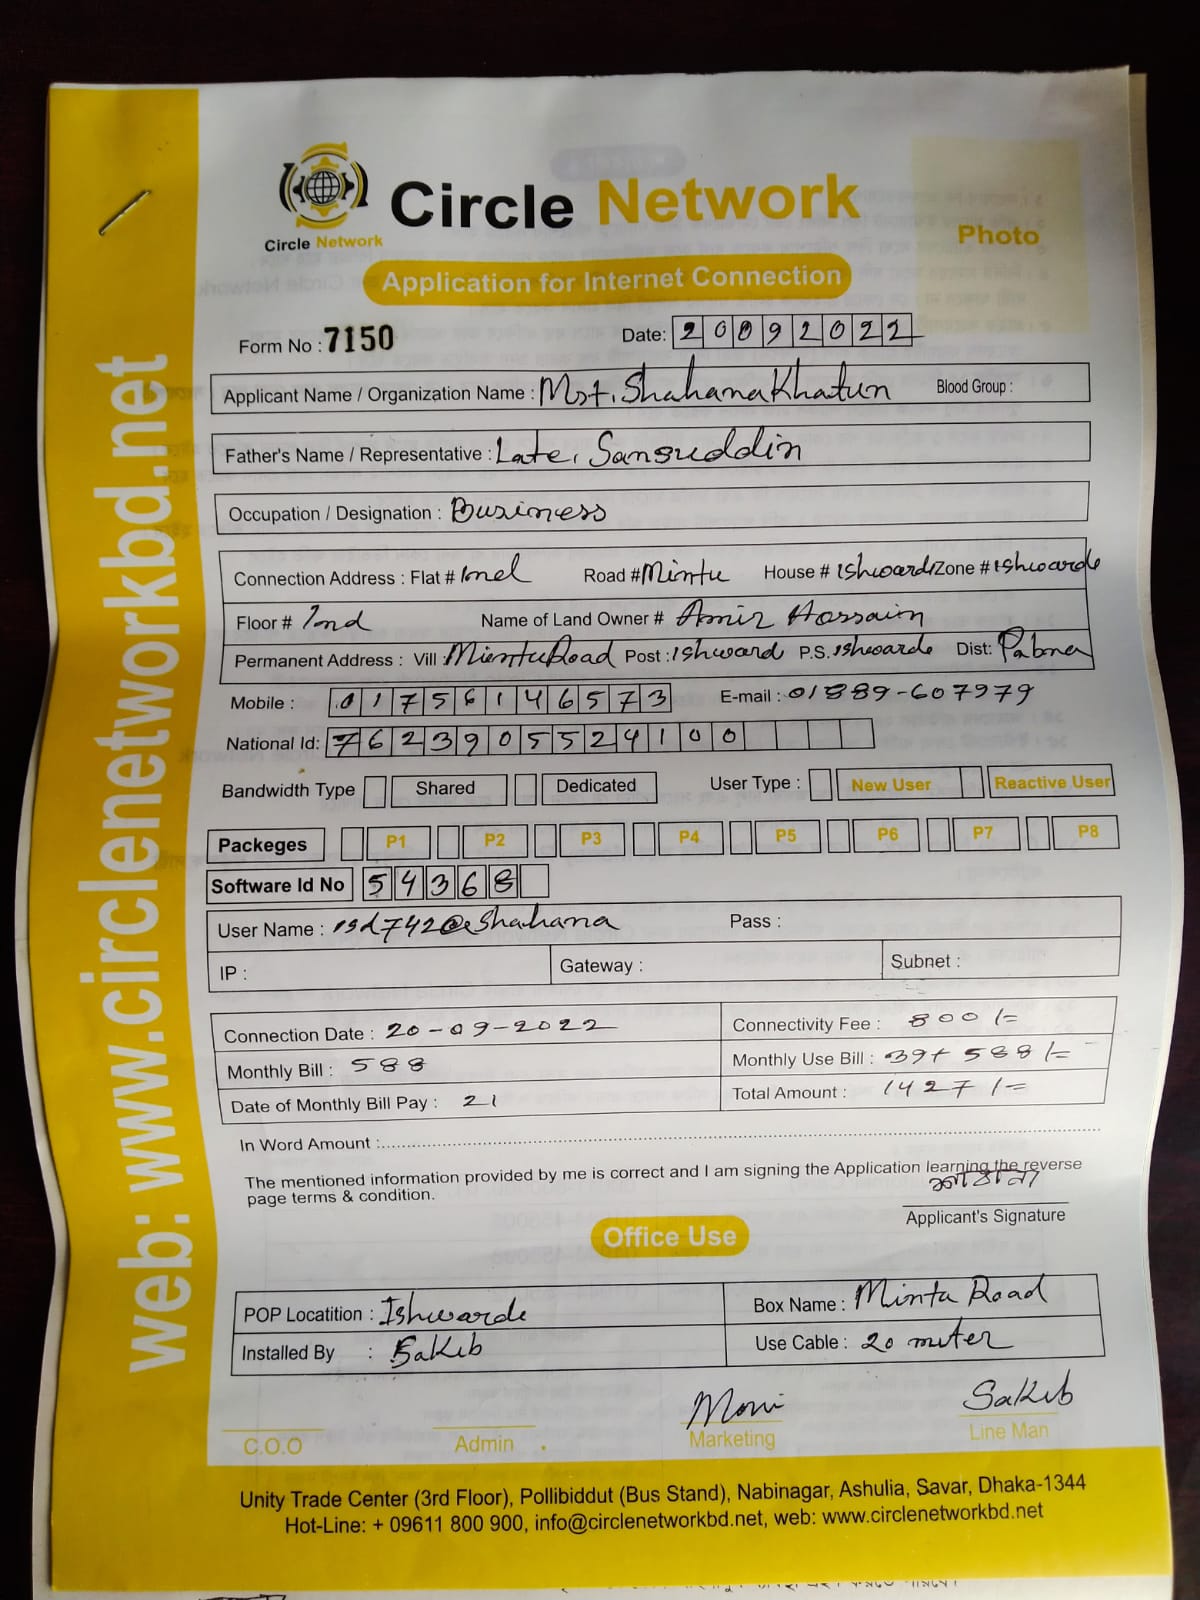 web: www.circlenetworkbd.net
Circle Network
Circle Network
Photo
Application for Internet Connection
Form No : 7150 Date: 20092022
Applicant Name / Organization Name : Mst. Shahana Khatun Blood Group :
Father's Name / Representative : Late. Samsuddin
Occupation / Designation : Business
Connection Address : Flat # Road # Mintu House # Ishwardi Zone # Ishwarde
Floor # 2nd Name of Land Owner # Amir Hossain
Permanent Address : Vill Mintu Road Post : Ishward P.S. Ishwarde Dist: Pabna
Mobile : 01756146573 E-mail : 01889-607979
National Id: 7623905524100
Bandwidth Type Shared Dedicated User Type : New User Reactive User
Packeges P1 P2 P3 P4 P5 P6 P7 P8
Software Id No 54368
User Name : isd742@shahana Pass :
IP : Gateway : Subnet :
Connection Date : 20-09-2022 Connectivity Fee : 800/=
Monthly Bill : 588 Monthly Use Bill : 39+588/=
Date of Monthly Bill Pay : 21 Total Amount : 1427/=
In Word Amount :
The mentioned information provided by me is correct and I am signing the Application learning the reverse
page terms & condition.
শাহানা
Applicant's Signature
Office Use
POP Locatition : Ishwarde Box Name : Mintu Road
Installed By : Sakib Use Cable : 20 meter
Moni Sakib
C.O.O Admin Marketing Line Man
Unity Trade Center (3rd Floor), Pollibiddut (Bus Stand), Nabinagar, Ashulia, Savar, Dhaka-1344
Hot-Line: + 09611 800 900, info@circlenetworkbd.net, web: www.circlenetworkbd.net